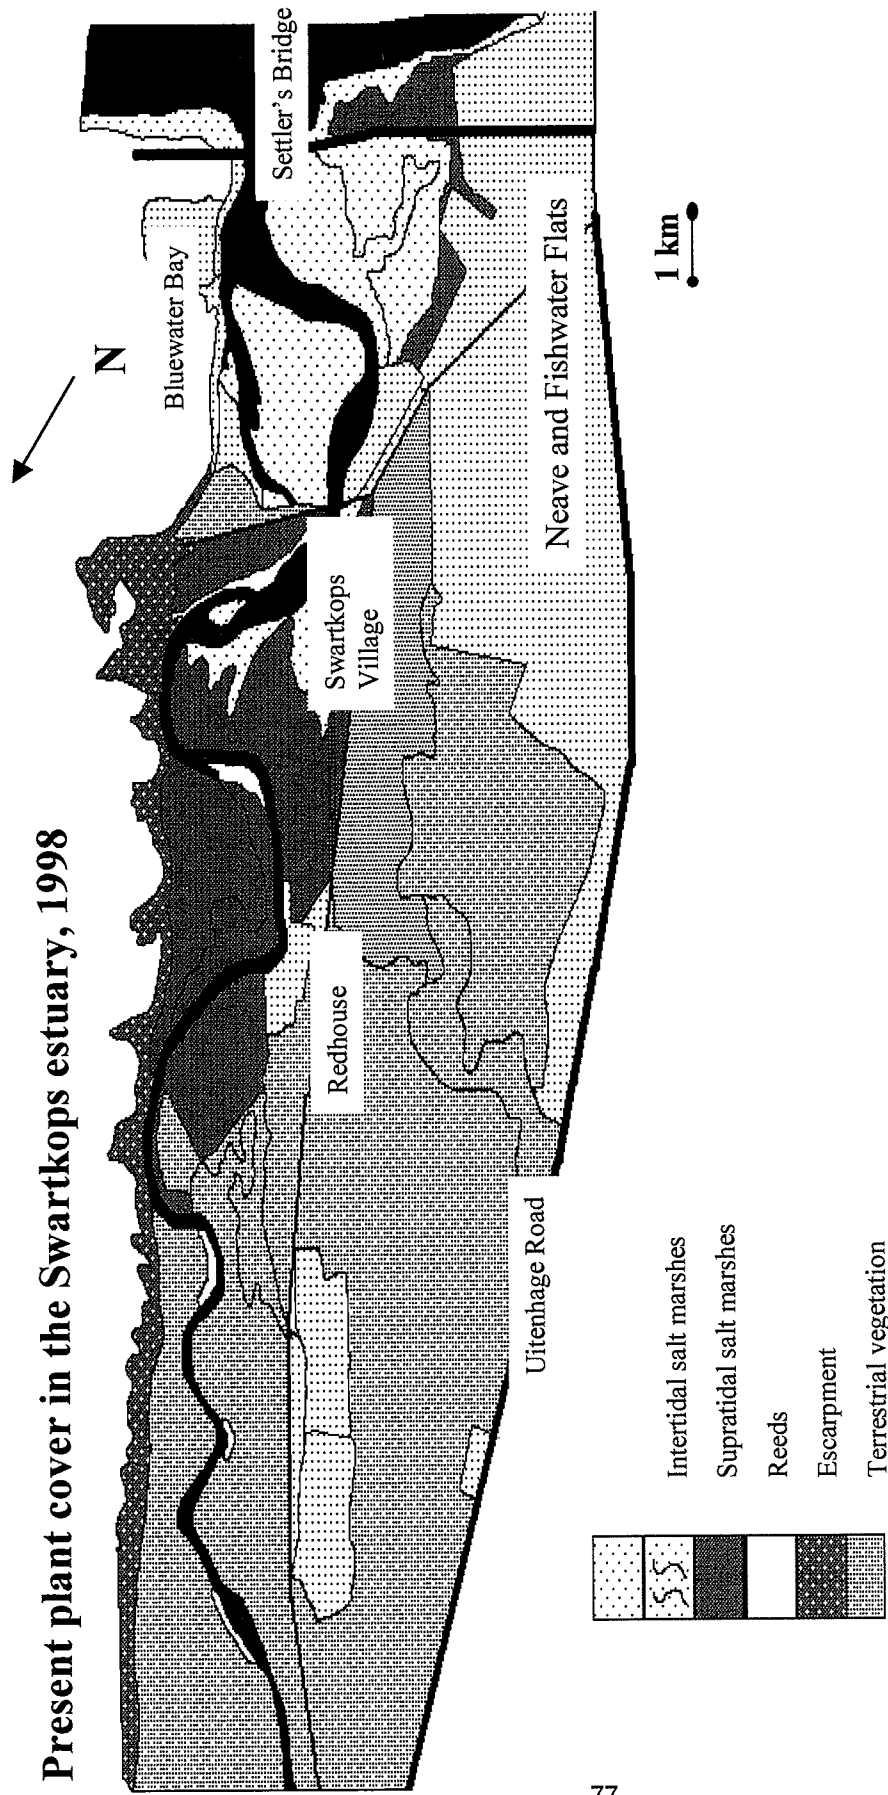 Present plant cover in the Swartkops estuary, 1998
N
Bluewater Bay
Settler's Bridge
Swartkops
Village
Redhouse
Neave and Fishwater Flats
Uitenhage Road
1 km
Intertidal salt marshes
Supratidal salt marshes
Reeds
Escarpment
Terrestrial vegetation
77